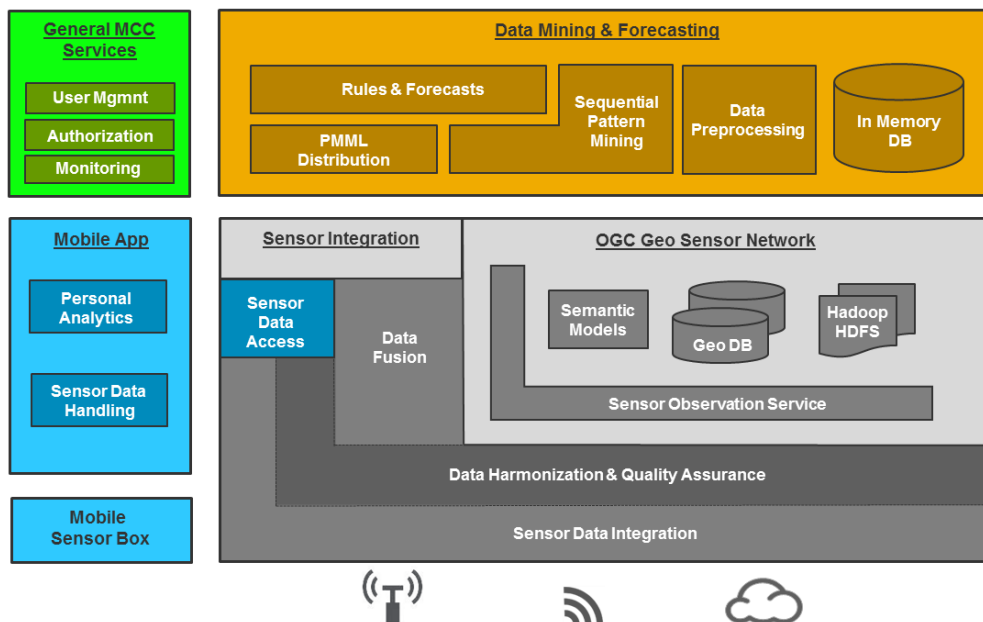 General MCC
Services
User Mgmnt
Authorization
Monitoring
Data Mining & Forecasting
Rules & Forecasts
PMML
Distribution
Sequential
Pattern
Mining
Data
Preprocessing
In Memory
DB
Mobile App
Personal
Analytics
Sensor Data
Handling
Mobile
Sensor Box
Sensor Integration
Sensor
Data
Access
Data
Fusion
OGC Geo Sensor Network
Semantic
Models
Geo DB
Hadoop
HDFS
Sensor Observation Service
Data Harmonization & Quality Assurance
Sensor Data Integration